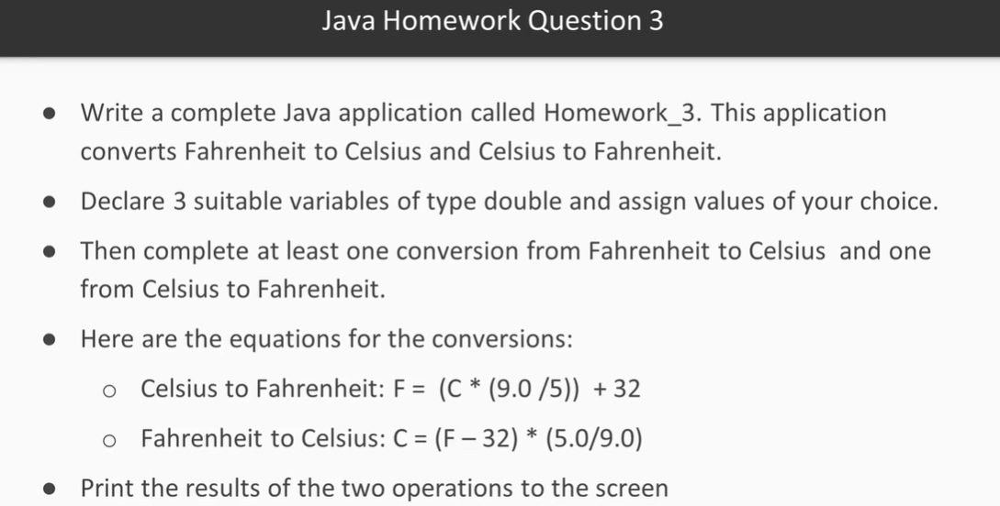 Java Homework Question 3
● Write a complete Java application called Homework_3. This application
converts Fahrenheit to Celsius and Celsius to Fahrenheit.
● Declare 3 suitable variables of type double and assign values of your choice.
● Then complete at least one conversion from Fahrenheit to Celsius and one
from Celsius to Fahrenheit.
● Here are the equations for the conversions:
○ Celsius to Fahrenheit: F = (C * (9.0 /5)) + 32
○ Fahrenheit to Celsius: C = (F – 32) * (5.0/9.0)
● Print the results of the two operations to the screen